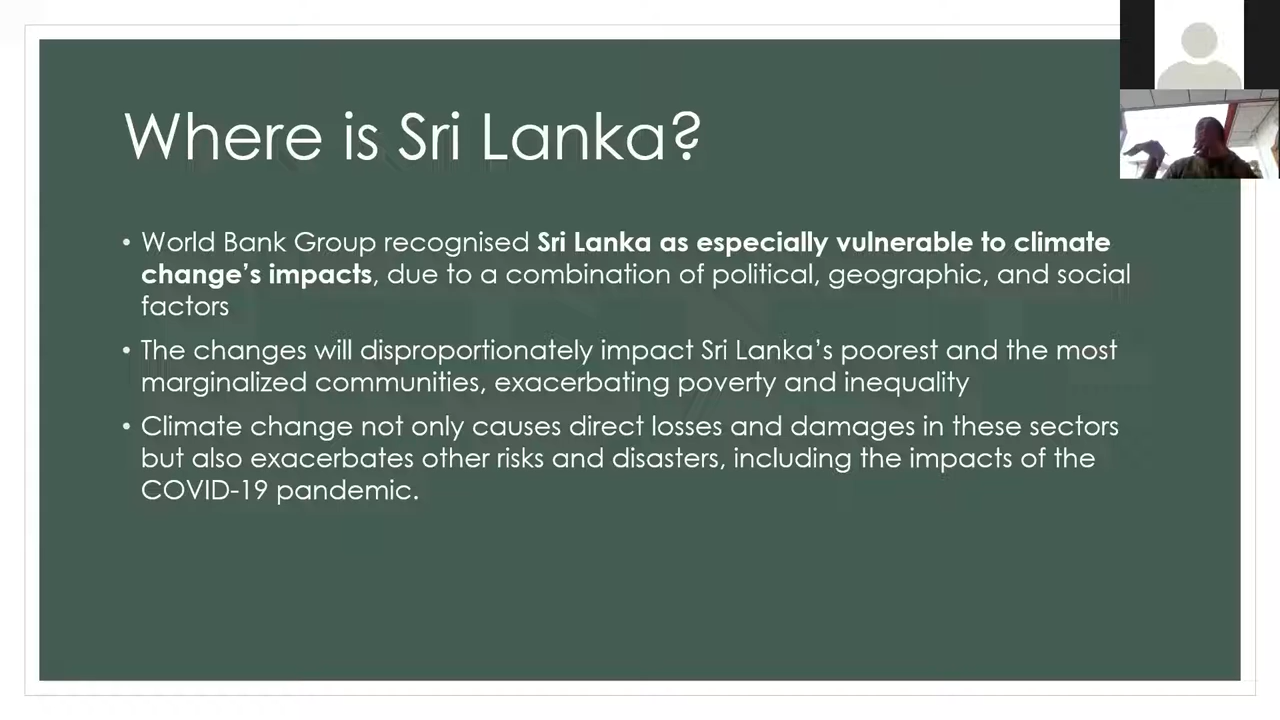 Where is Sri Lanka?
• World Bank Group recognised Sri Lanka as especially vulnerable to climate
change’s impacts, due to a combination of political, geographic, and social
factors
• The changes will disproportionately impact Sri Lanka’s poorest and the most
marginalized communities, exacerbating poverty and inequality
• Climate change not only causes direct losses and damages in these sectors
but also exacerbates other risks and disasters, including the impacts of the
COVID-19 pandemic.